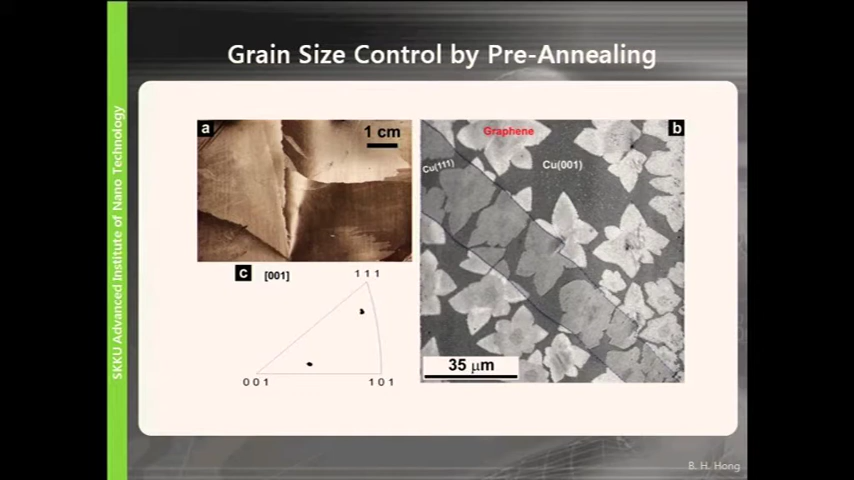 Grain Size Control by Pre-Annealing
SKKU Advanced Institute of Nano Technology
a
1 cm
b
Graphene
Cu(111)
Cu(001)
35 μm
c
[001]
1 1 1
0 0 1
1 0 1
B. H. Hong